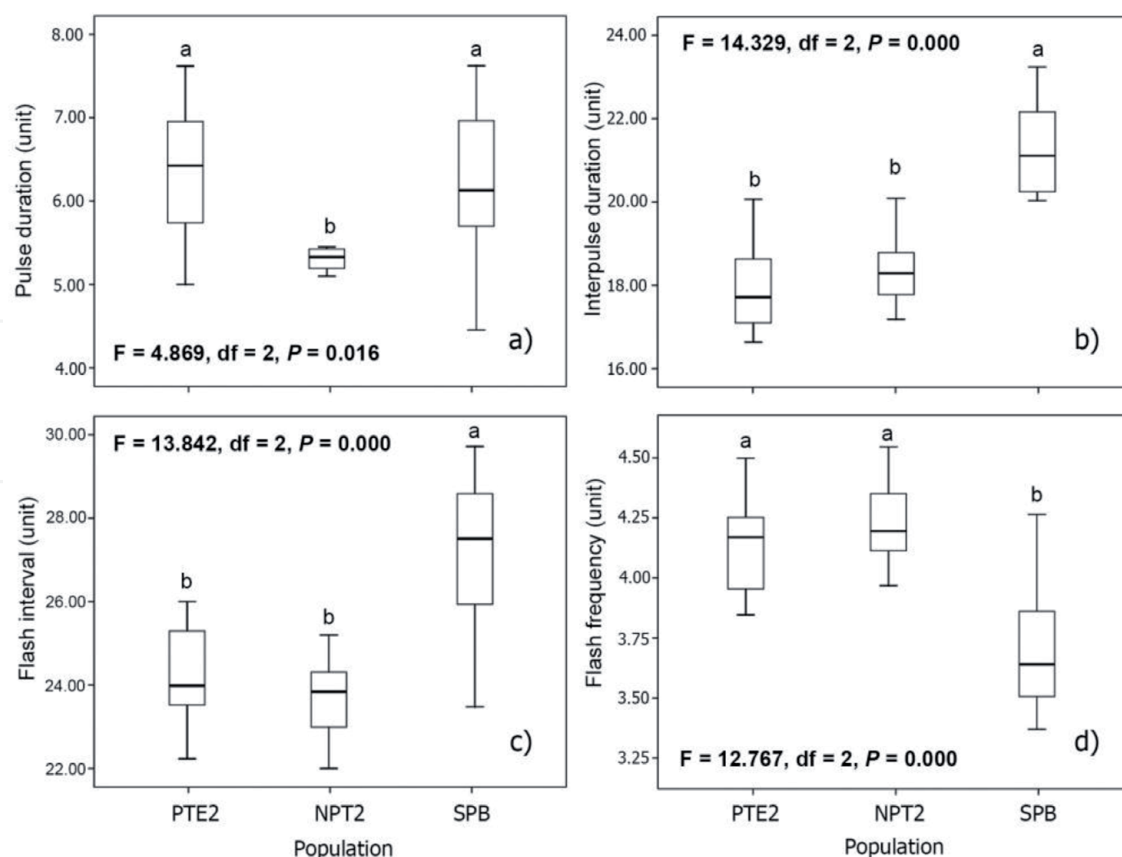 Pulse duration (unit)
8.00
7.00
6.00
5.00
4.00
a
b
a
F = 4.869, df = 2, P = 0.016
a)
Interpulse duration (unit)
24.00
22.00
20.00
18.00
16.00
F = 14.329, df = 2, P = 0.000
b
b
a
b)
Flash interval (unit)
30.00
28.00
26.00
24.00
22.00
F = 13.842, df = 2, P = 0.000
b
b
a
c)
PTE2 NPT2 SPB
Population
Flash frequency (unit)
4.50
4.25
4.00
3.75
3.50
3.25
a
a
b
F = 12.767, df = 2, P = 0.000
d)
PTE2 NPT2 SPB
Population